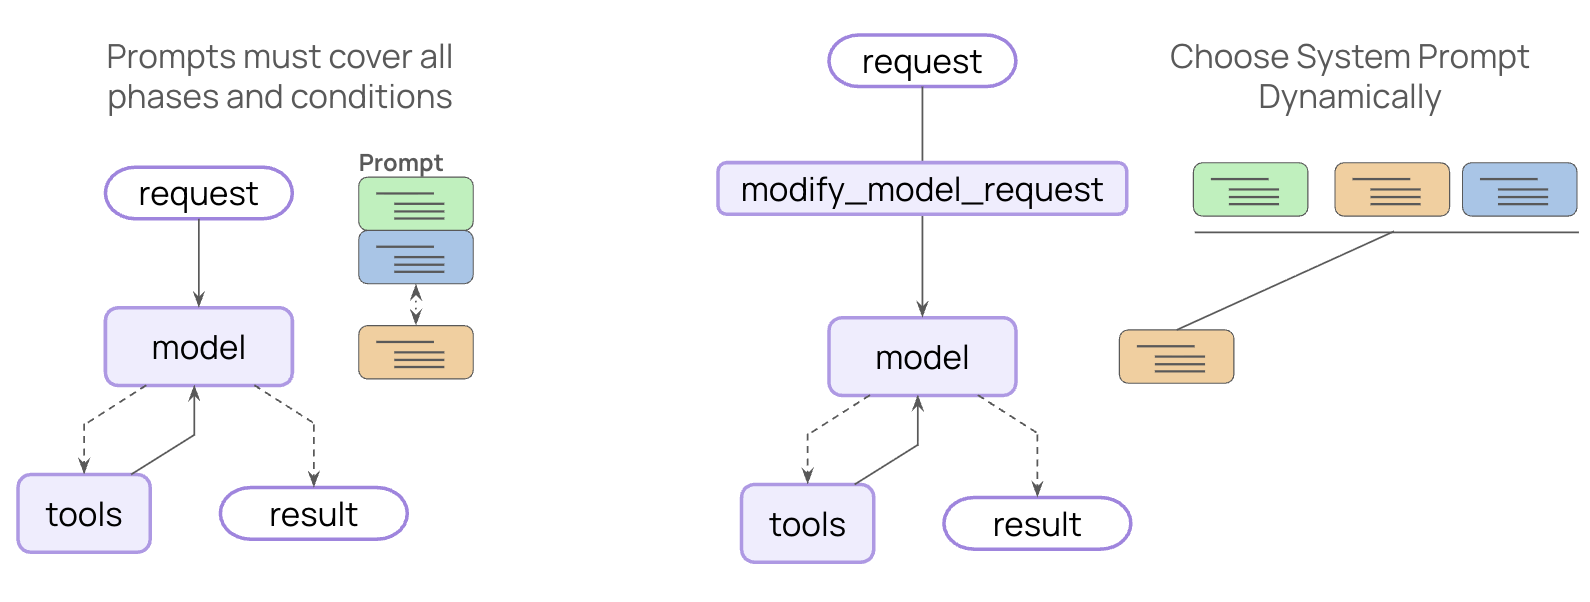 Prompts must cover all
phases and conditions
Prompt
request
model
tools
result
request
modify_model_request
model
tools
result
Choose System Prompt
Dynamically